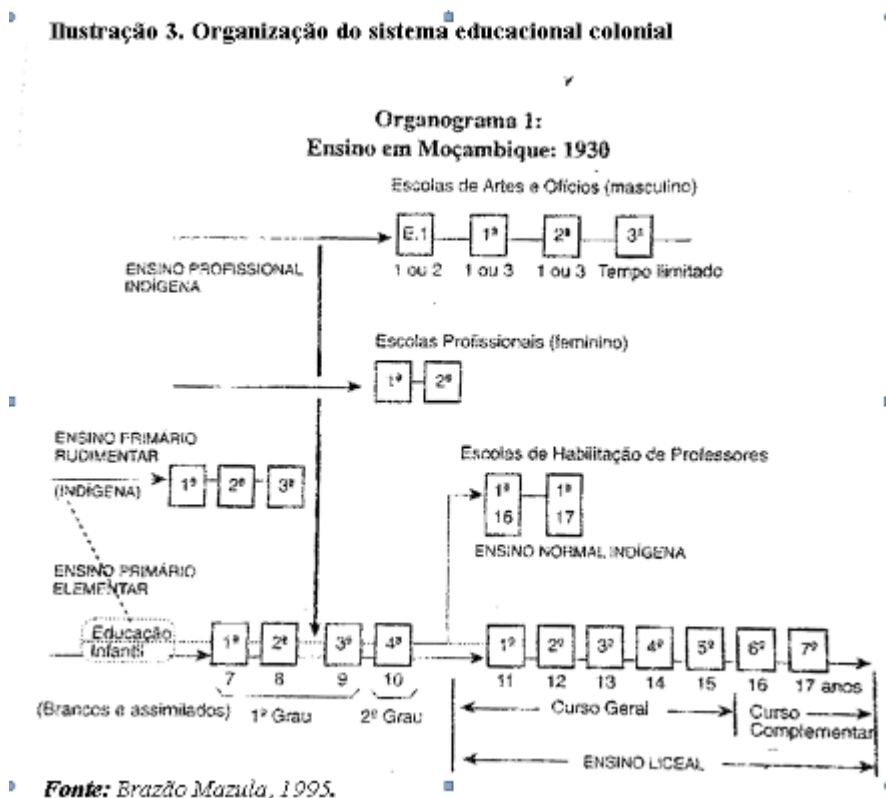 Ilustração 3. Organização do sistema educacional colonial
Organograma 1:
Ensino em Moçambique: 1930
Escolas de Artes e Ofícios (masculino)
E.1 1ª 2ª 3ª
1 ou 2 1 ou 3 1 ou 3 Tempo ilimitado
ENSINO PROFISSIONAL
INDÍGENA
Escolas Profissionais (feminino)
1ª 2ª
ENSINO PRIMÁRIO
RUDIMENTAR
(INDÍGENA)
1ª 2ª 3ª
Escolas de Habilitação de Professores
1ª 1ª
16 17
ENSINO NORMAL INDÍGENA
ENSINO PRIMÁRIO
ELEMENTAR
Educação
Infantil
1ª 2ª 3ª 4ª 1º 2º 3º 4º 5º 6º 7º
7 8 9 10 11 12 13 14 15 16 17 anos
(Brancos e assimilados) 1º Grau 2º Grau
Curso Geral
Curso
Complementar
ENSINO LICEAL
Fonte: Brazão Mazula, 1995.